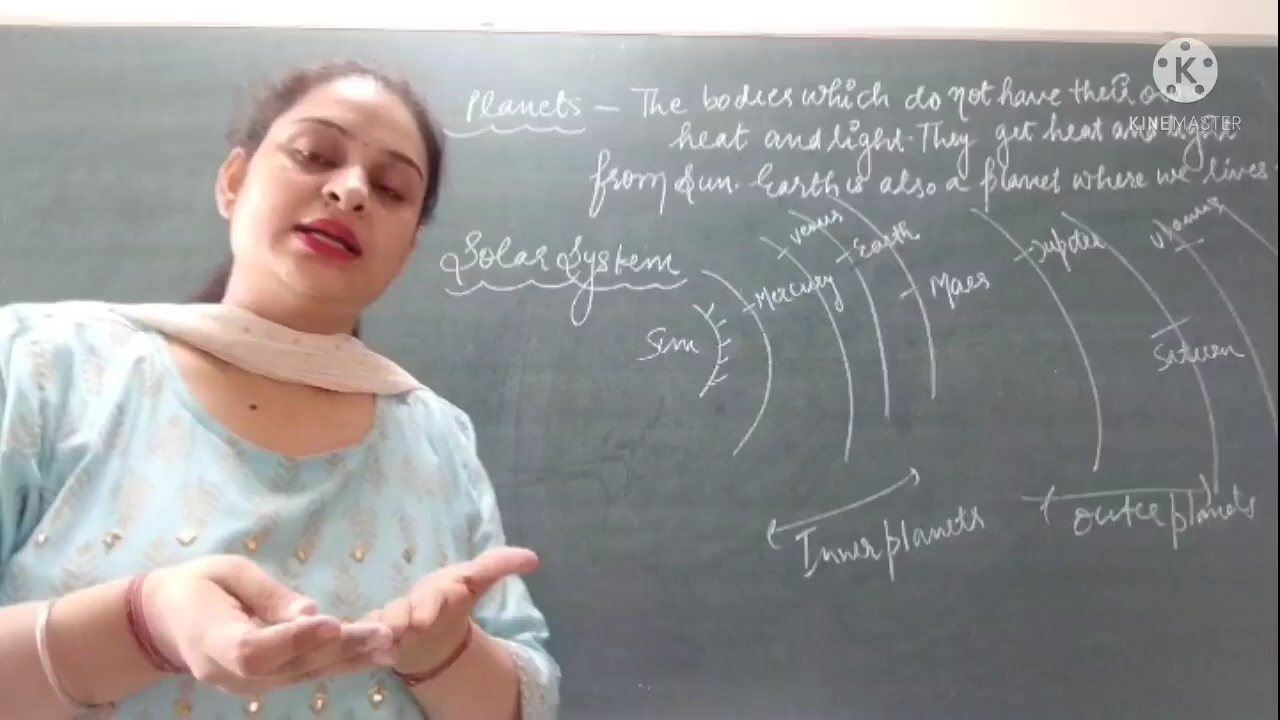 Planets – The bodies which do not have their
heat and light. They get heat and light
from Sun. Earth is also a planet where we lives.
Solar System
Sun
Mercury
Venus
Earth
Mars
Jupiter
Saturn
Uranus
Inner planets
Outer planets
K
KINEMASTER